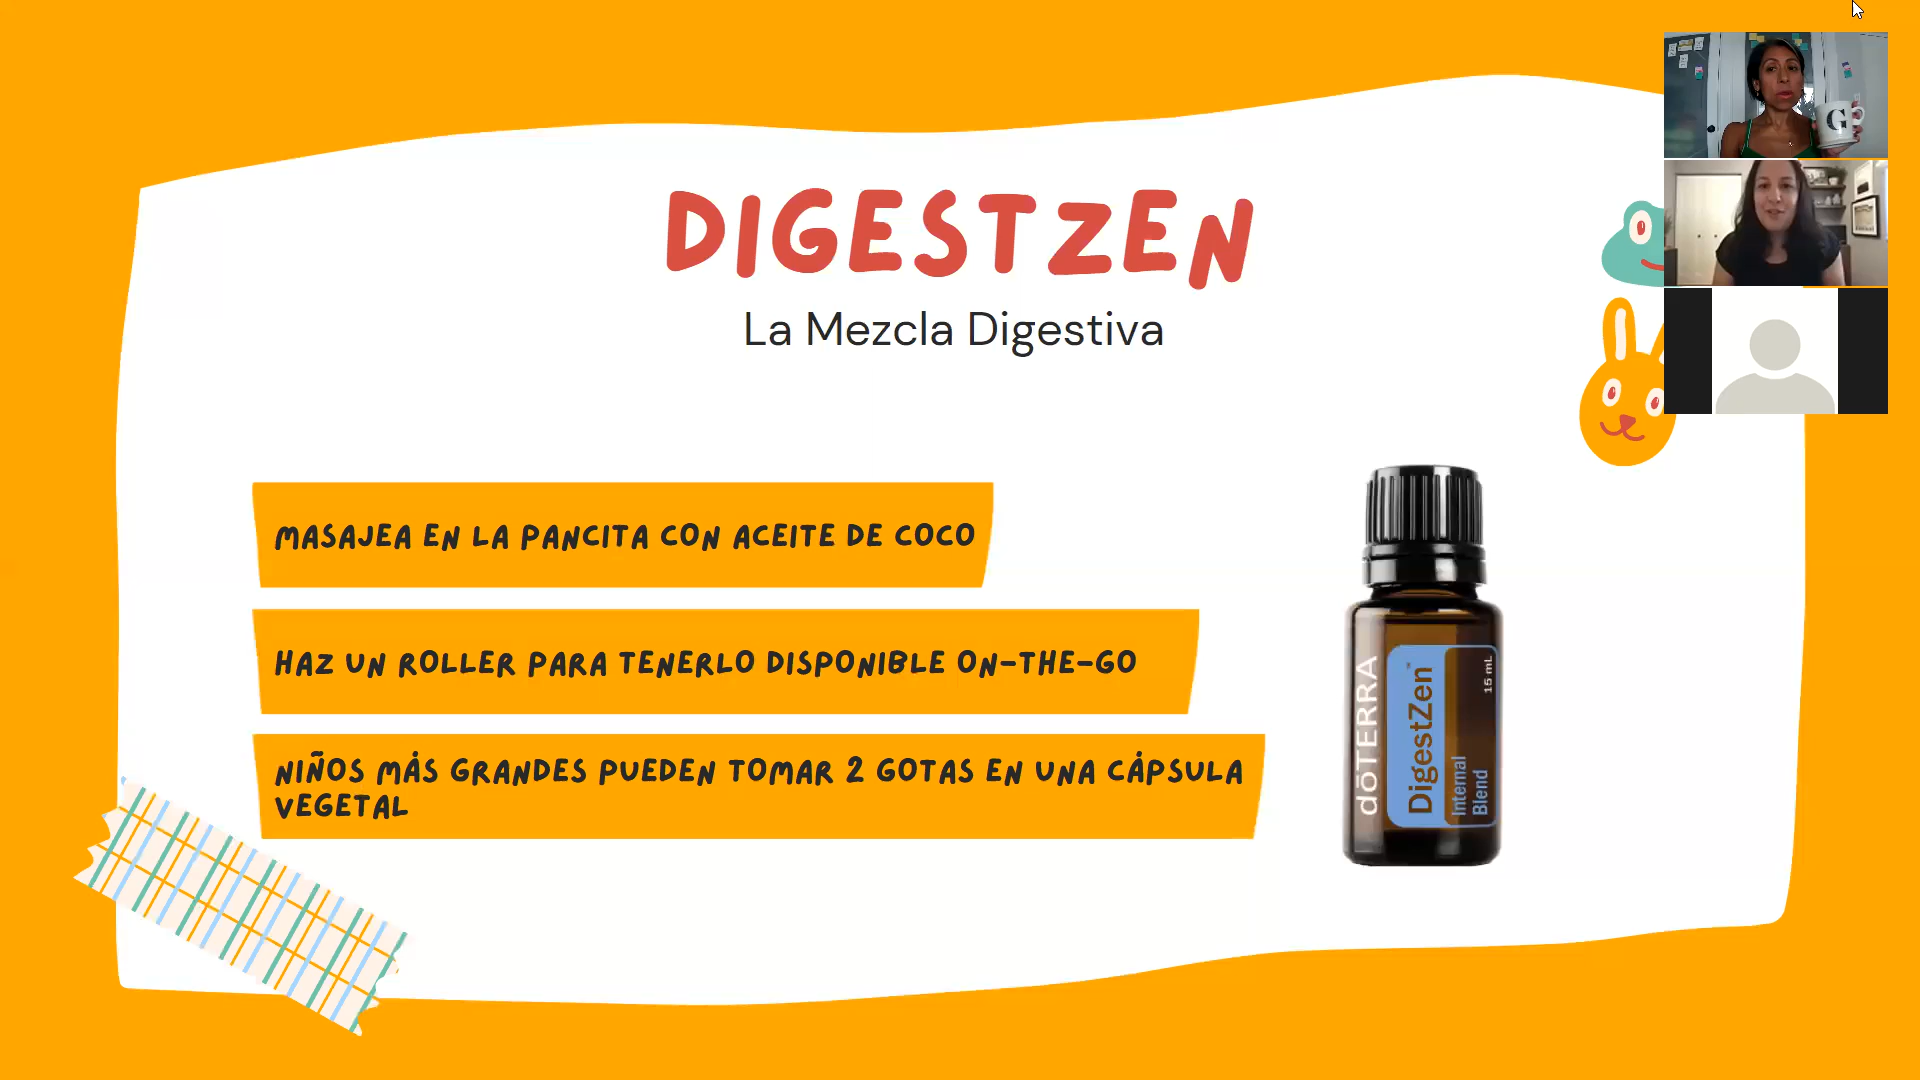 DIGESTZEN
La Mezcla Digestiva
MASAJEA EN LA PANCITA CON ACEITE DE COCO
HAZ UN ROLLER PARA TENERLO DISPONIBLE ON-THE-GO
NIÑOS MÁS GRANDES PUEDEN TOMAR 2 GOTAS EN UNA CÁPSULA
VEGETAL
dōTERRA
DigestZen™
Internal
Blend
15 mL
G